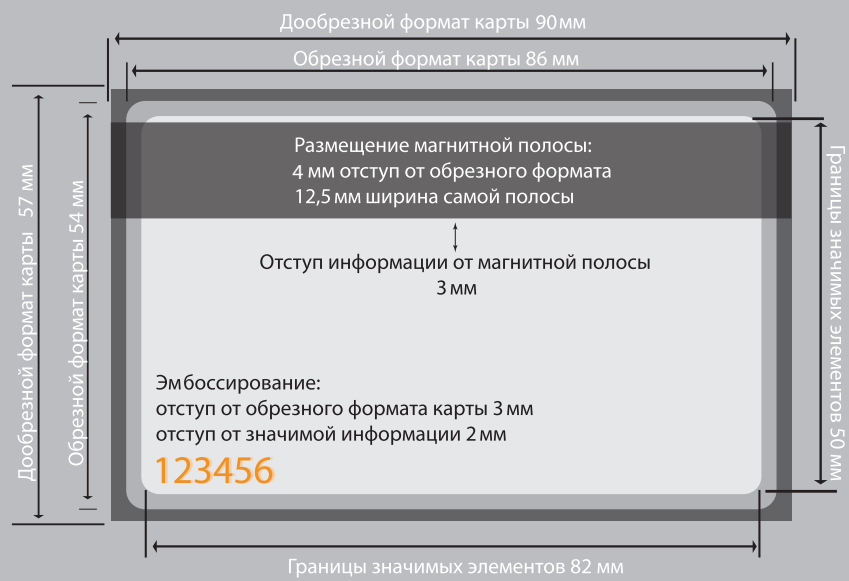 Дообрезной формат карты 90 мм
Обрезной формат карты 86 мм
Дообрезной формат карты 57 мм
Обрезной формат карты 54 мм
Размещение магнитной полосы:
4 мм отступ от обрезного формата
12,5 мм ширина самой полосы
Границы значимых элементов 50 мм
Отступ информации от магнитной полосы
3 мм
Эмбоссирование:
отступ от обрезного формата карты 3 мм
отступ от значимой информации 2 мм
123456
Границы значимых элементов 82 мм